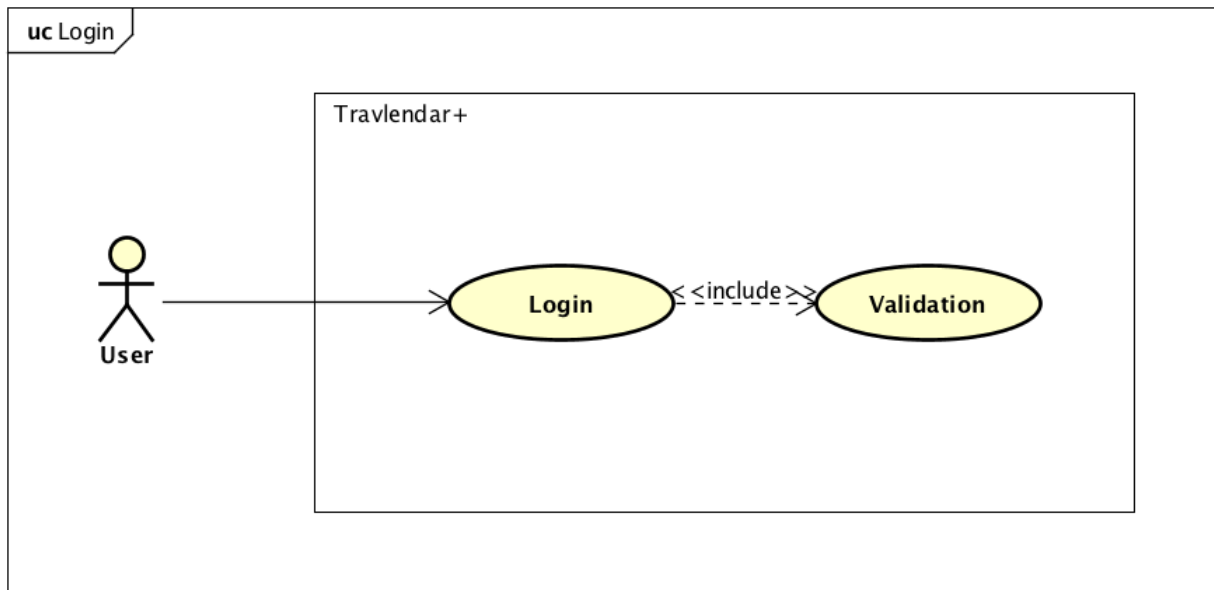 uc Login
Travlendar+
User
Login
<<include>>
Validation